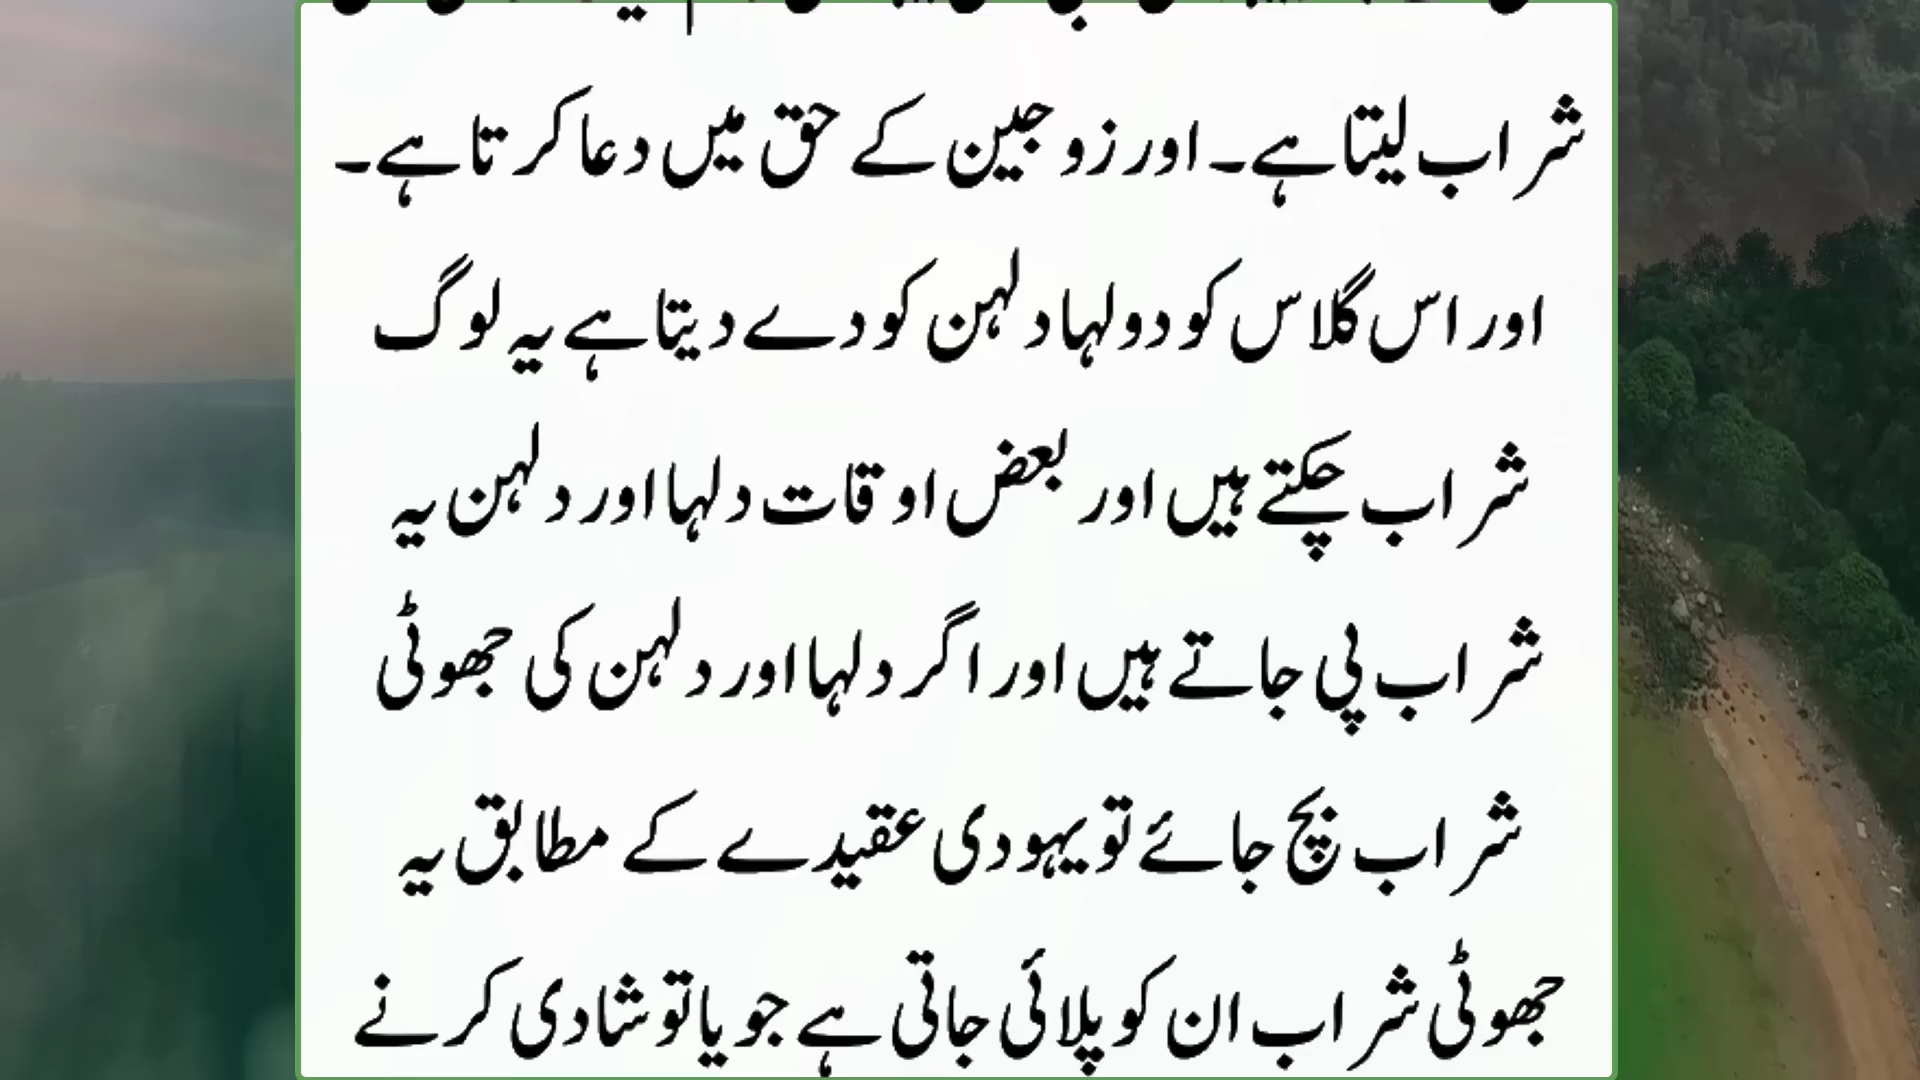 شراب لیتا ہے۔ اور زوجین کے حق میں دعا کرتا ہے۔
اور اس گلاس کو دولہا دلہن کو دے دیتا ہے یہ لوگ
شراب چکتے ہیں اور بعض اوقات دلہا اور دلہن یہ
شراب پی جاتے ہیں اور اگر دلہا اور دلہن کی جھوٹی
شراب بچ جائے تو یہودی عقیدے کے مطابق یہ
جھوٹی شراب ان کو پلائی جاتی ہے جو یا تو شادی کرنے